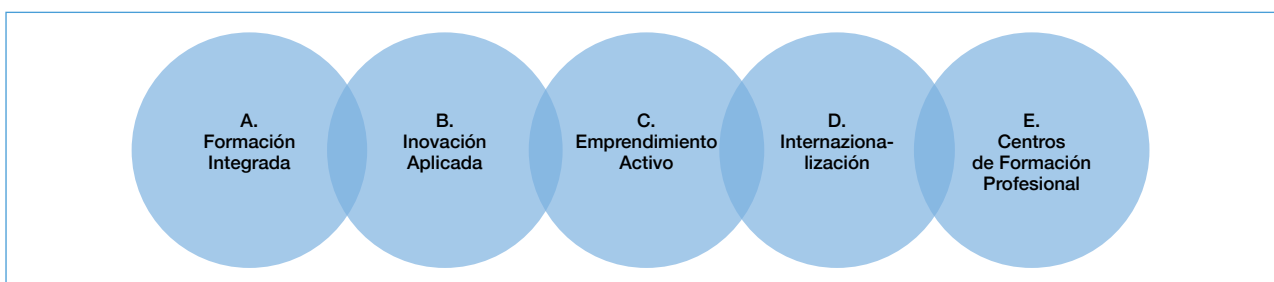 A.
Formación
Integrada
B.
Inovación
Aplicada
C.
Emprendimiento
Activo
D.
Internaziona-
lización
E.
Centros
de Formación
Profesional